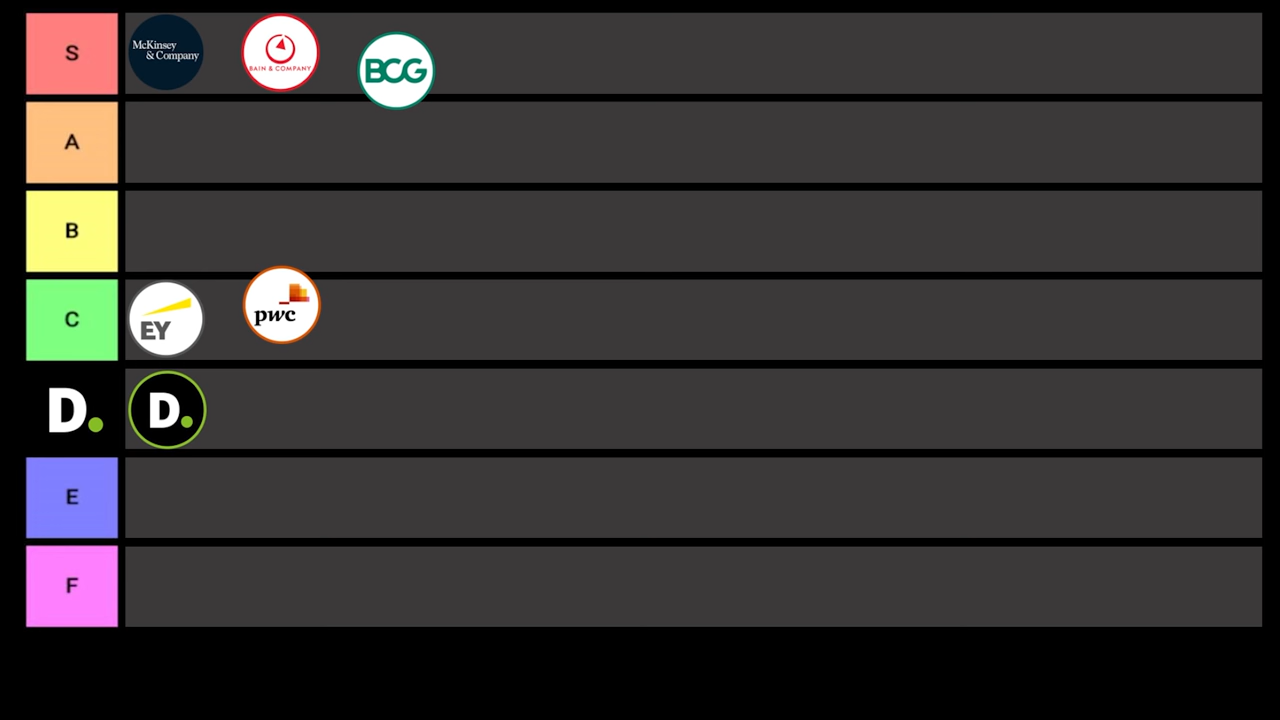 S
McKinsey
& Company
BAIN & COMPANY
BCG
A
B
C
EY
pwc
D.
D.
E
F